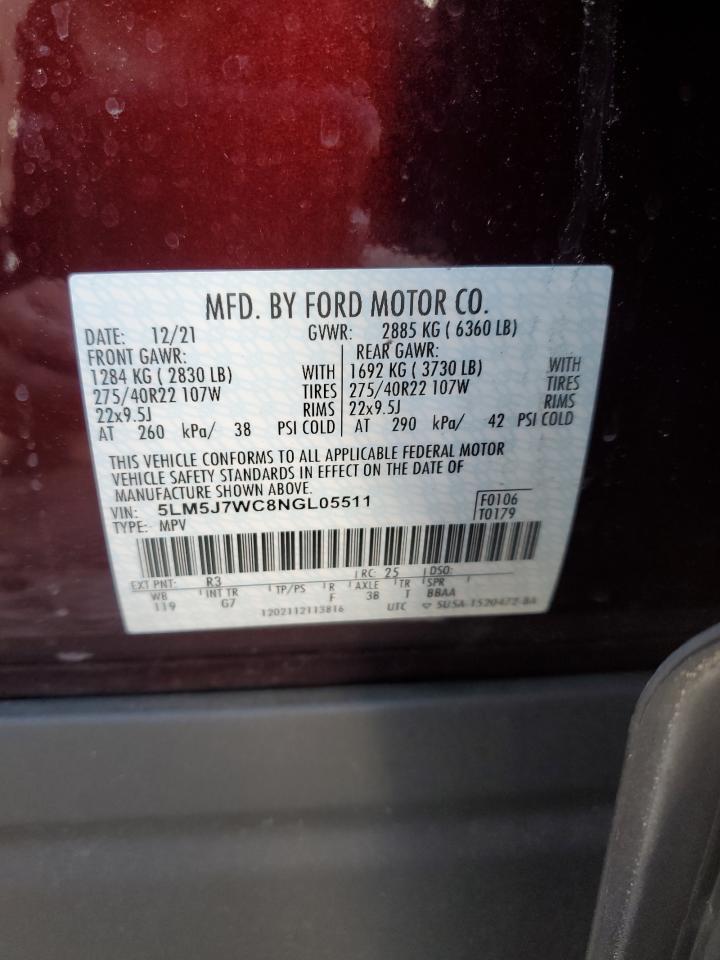 MFD. BY FORD MOTOR CO.
DATE: 12/21 GVWR: 2885 KG ( 6360 LB)
FRONT GAWR: REAR GAWR:
1284 KG ( 2830 LB) WITH 1692 KG ( 3730 LB) WITH
275/40R22 107W TIRES 275/40R22 107W TIRES
22x9.5J RIMS 22x9.5J RIMS
AT 260 kPa/ 38 PSI COLD AT 290 kPa/ 42 PSI COLD
THIS VEHICLE CONFORMS TO ALL APPLICABLE FEDERAL MOTOR
VEHICLE SAFETY STANDARDS IN EFFECT ON THE DATE OF
MANUFACTURE SHOWN ABOVE.
VIN: 5LM5J7WC8NGL05511 F0106
TYPE: MPV T0179
EXT PNT: R3 RC: 25 DSO:
WB INT TR TP/PS R AXLE TR SPR
119 G7 F 38 T BBAA
1202112113816 UTC ▽ SU5A-1520472-BA